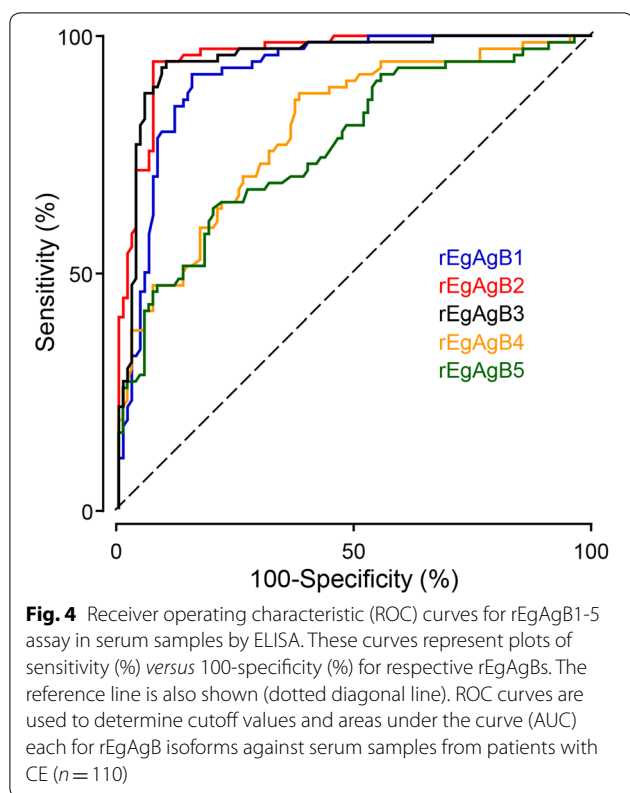 100
50
0
Sensitivity (%)
rEgAgB1
rEgAgB2
rEgAgB3
rEgAgB4
rEgAgB5
0
50
100
100-Specificity (%)
Fig. 4 Receiver operating characteristic (ROC) curves for rEgAgB1-5
assay in serum samples by ELISA. These curves represent plots of
sensitivity (%) versus 100-specificity (%) for respective rEgAgBs. The
reference line is also shown (dotted diagonal line). ROC curves are
used to determine cutoff values and areas under the curve (AUC)
each for rEgAgB isoforms against serum samples from patients with
CE (n = 110)